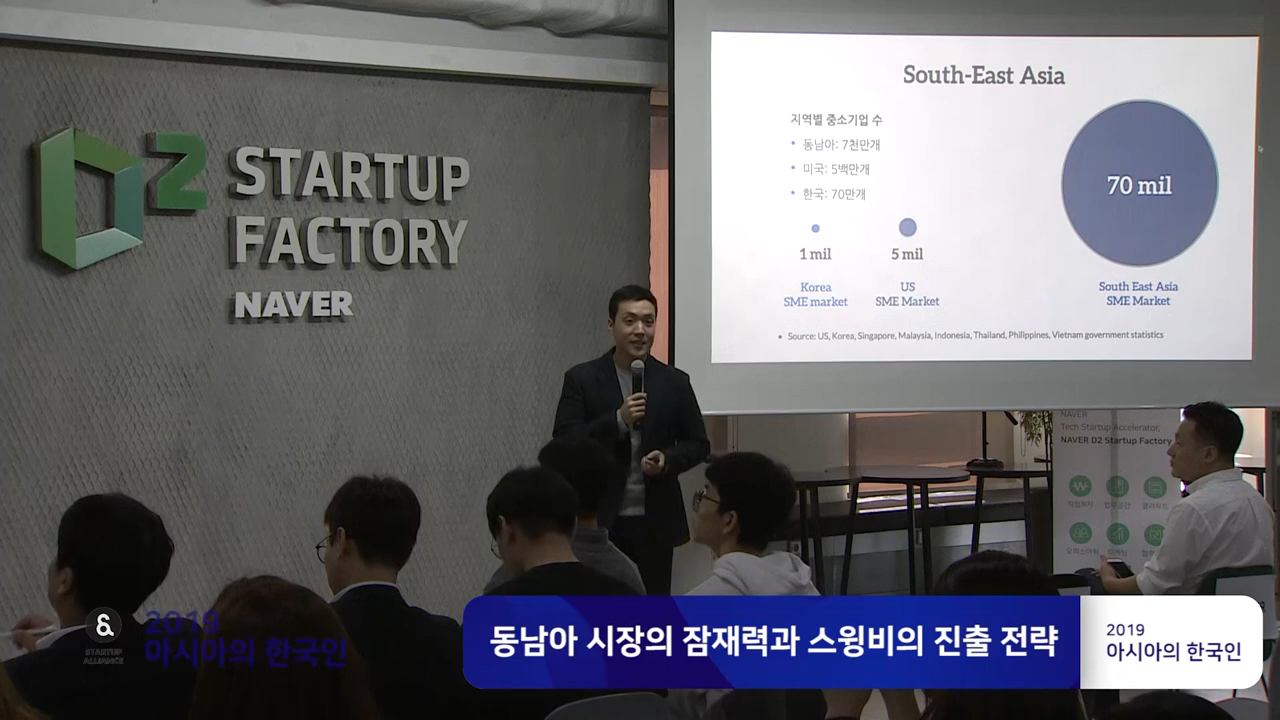 D2 STARTUP
FACTORY
NAVER
South-East Asia
지역별 중소기업 수
• 동남아: 7천만개
• 미국: 5백만개
• 한국: 70만개
70 mil
1 mil
5 mil
Korea
SME market
US
SME Market
South East Asia
SME Market
• Source: US, Korea, Singapore, Malaysia, Indonesia, Thailand, Philippines, Vietnam government statistics
NAVER
Tech Startup Accelerator,
NAVER D2 Startup Factory
&
STARTUP
ALLIANCE
2019
아시아의 한국인
동남아 시장의 잠재력과 스윙비의 진출 전략
2019
아시아의 한국인